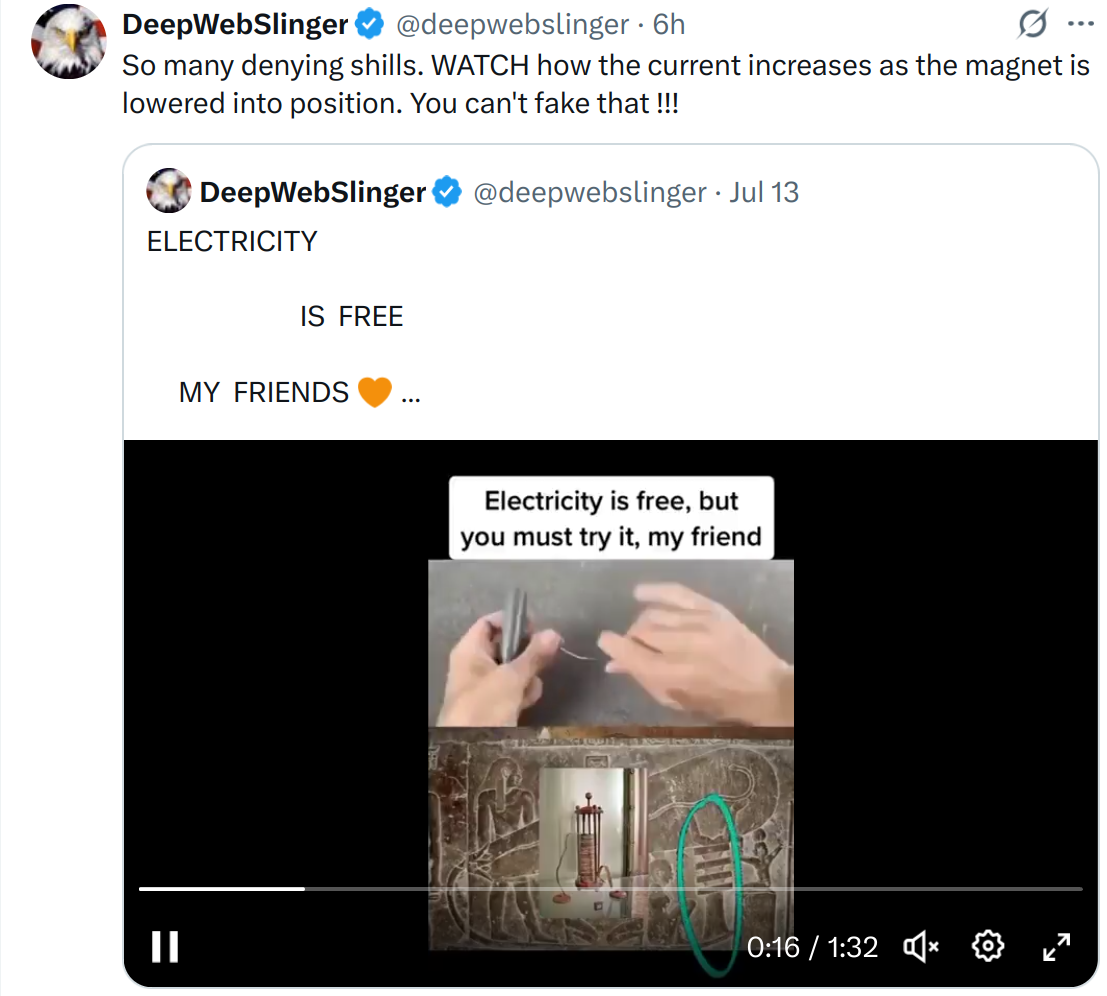 DeepWebSlinger @deepwebslinger · 6h
So many denying shills. WATCH how the current increases as the magnet is
lowered into position. You can't fake that !!!
DeepWebSlinger @deepwebslinger · Jul 13
ELECTRICITY
IS FREE
MY FRIENDS 🧡 ...
Electricity is free, but
you must try it, my friend
0:16 / 1:32